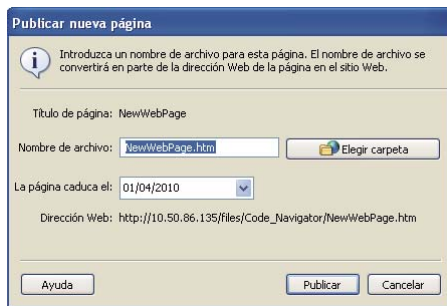 Publicar nueva página
Introduzca un nombre de archivo para esta página. El nombre de archivo se
convertirá en parte de la dirección Web de la página en el sitio Web.
Título de página: NewWebPage
Nombre de archivo: NewWebPage.htm Elegir carpeta
La página caduca el: 01/04/2010
Dirección Web: http://10.50.86.135/files/Code_Navigator/NewWebPage.htm
Ayuda Publicar Cancelar